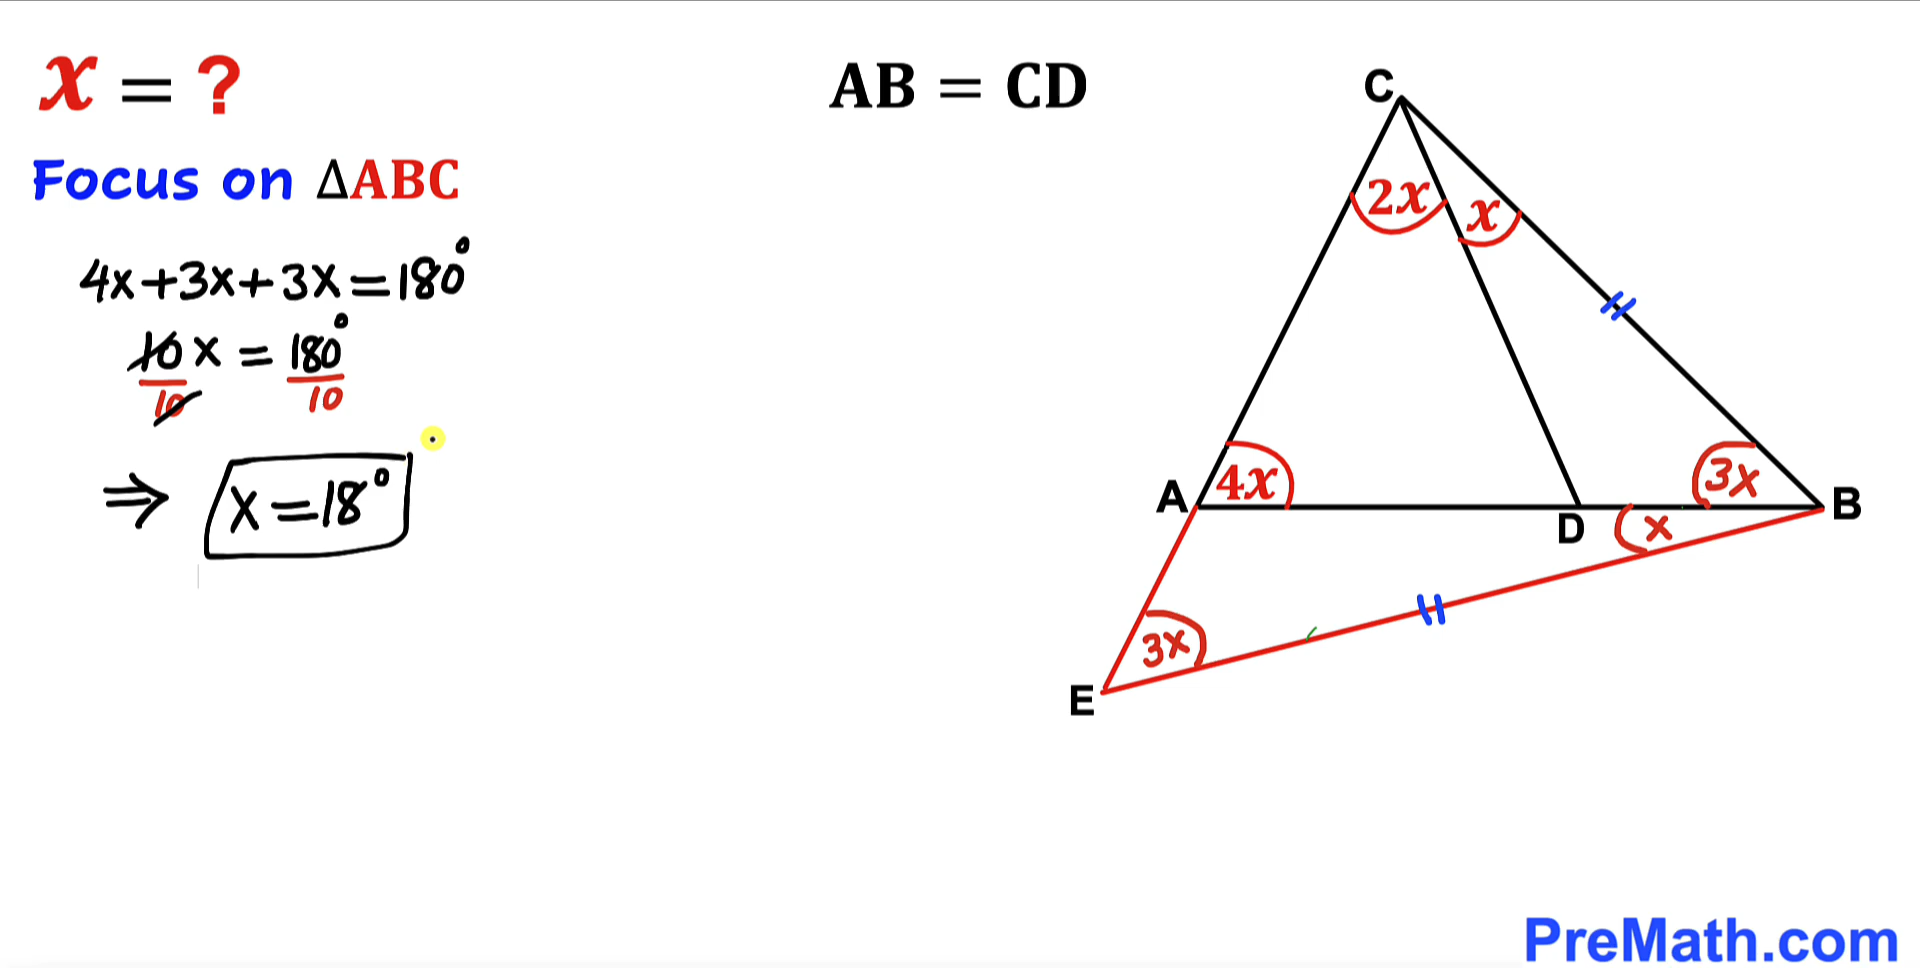 x = ?
AB = CD
Focus on ΔABC
4x+3x+3x=180°
10x = 180°
10 10
⇒ x=18°
C
2x x
A 4x 3x B
D x
3x
E
PreMath.com